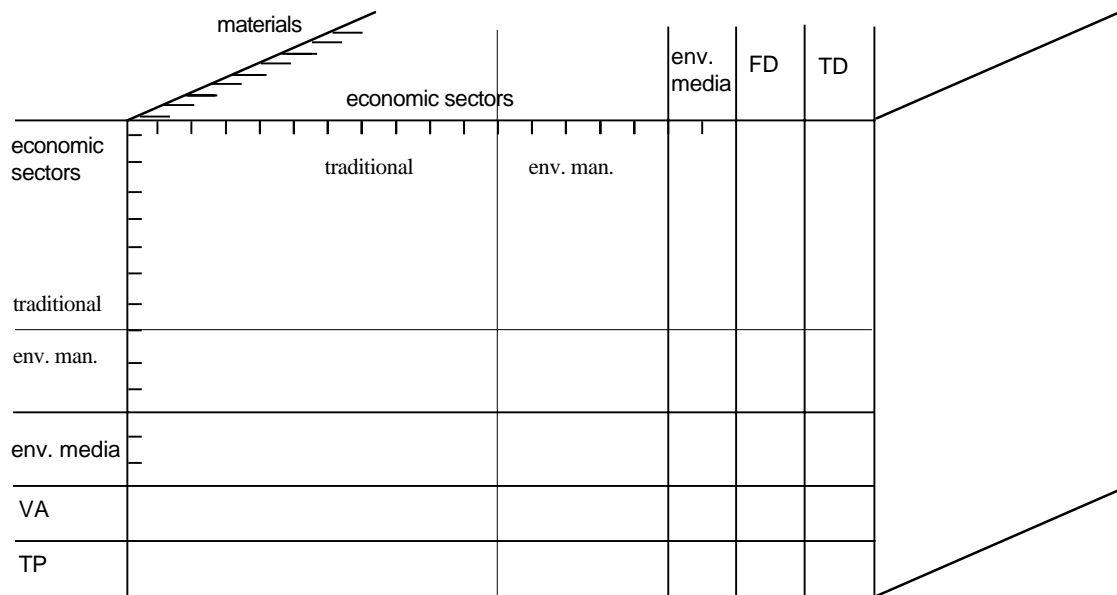 materials
env.
media
FD
TD
economic sectors
economic
sectors
traditional
env. man.
traditional
env. man.
env. media
VA
TP